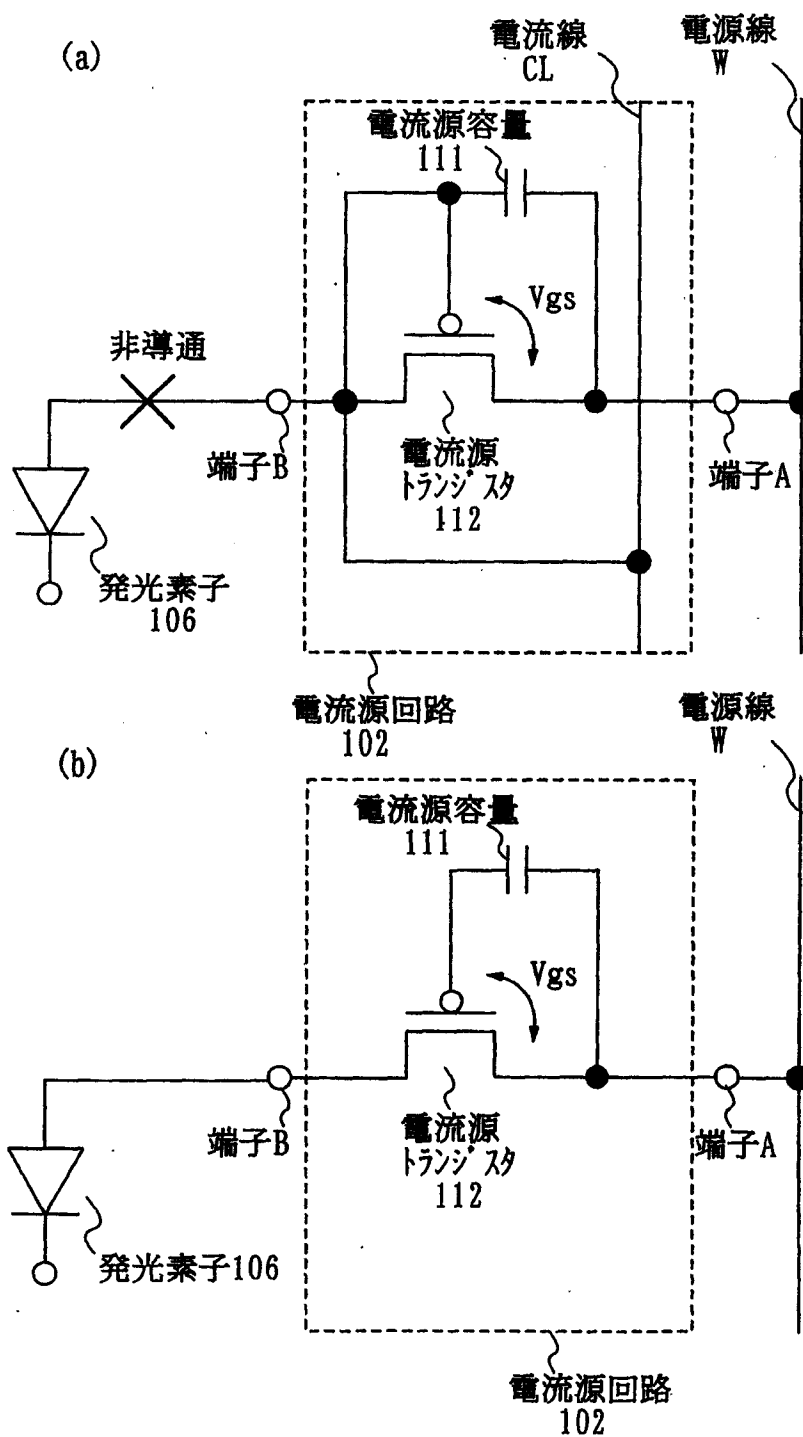 (a)
電流線
CL
電源線
W
電流源容量
111
Vgs
非導通
端子B
電流源
トランジスタ
112
端子A
発光素子
106
電流源回路
102
(b)
電源線
W
電流源容量
111
Vgs
端子B
電流源
トランジスタ
112
端子A
発光素子106
電流源回路
102